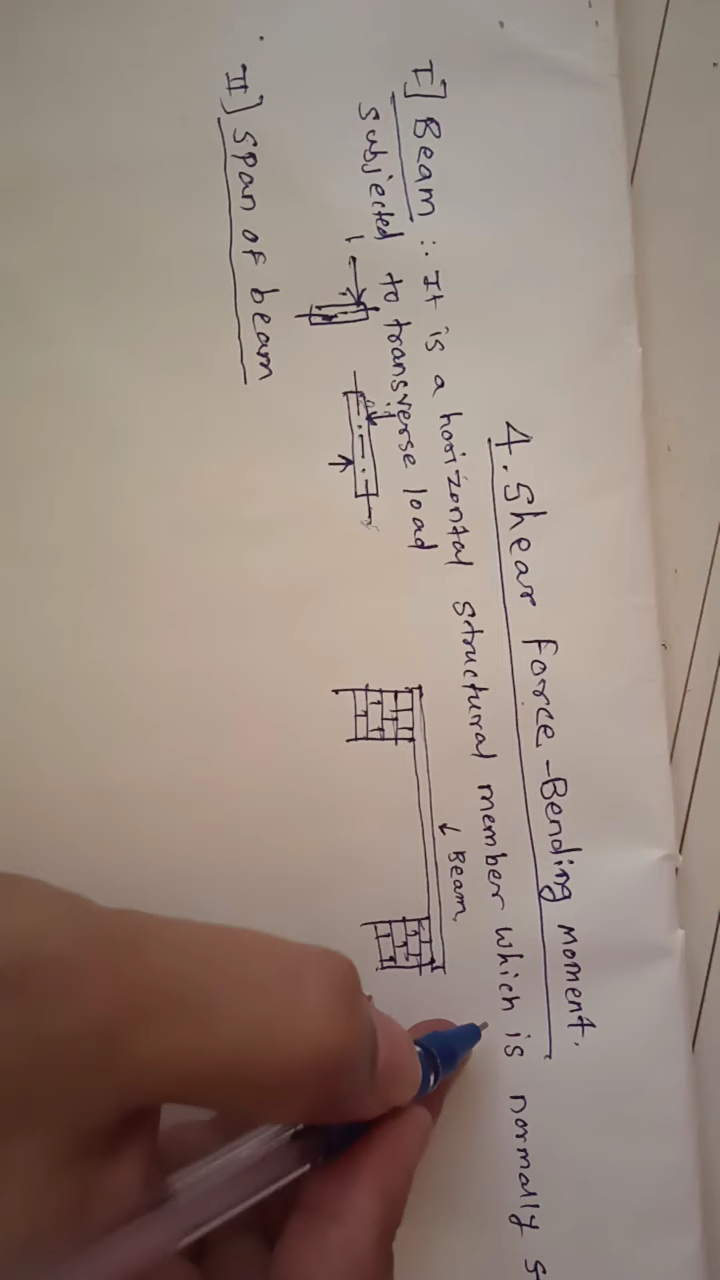 4. Shear Force - Bending moment.
I] Beam : It is a horizontal structural member which is normally s
subjected to transverse load
← Beam.
II] span of beam